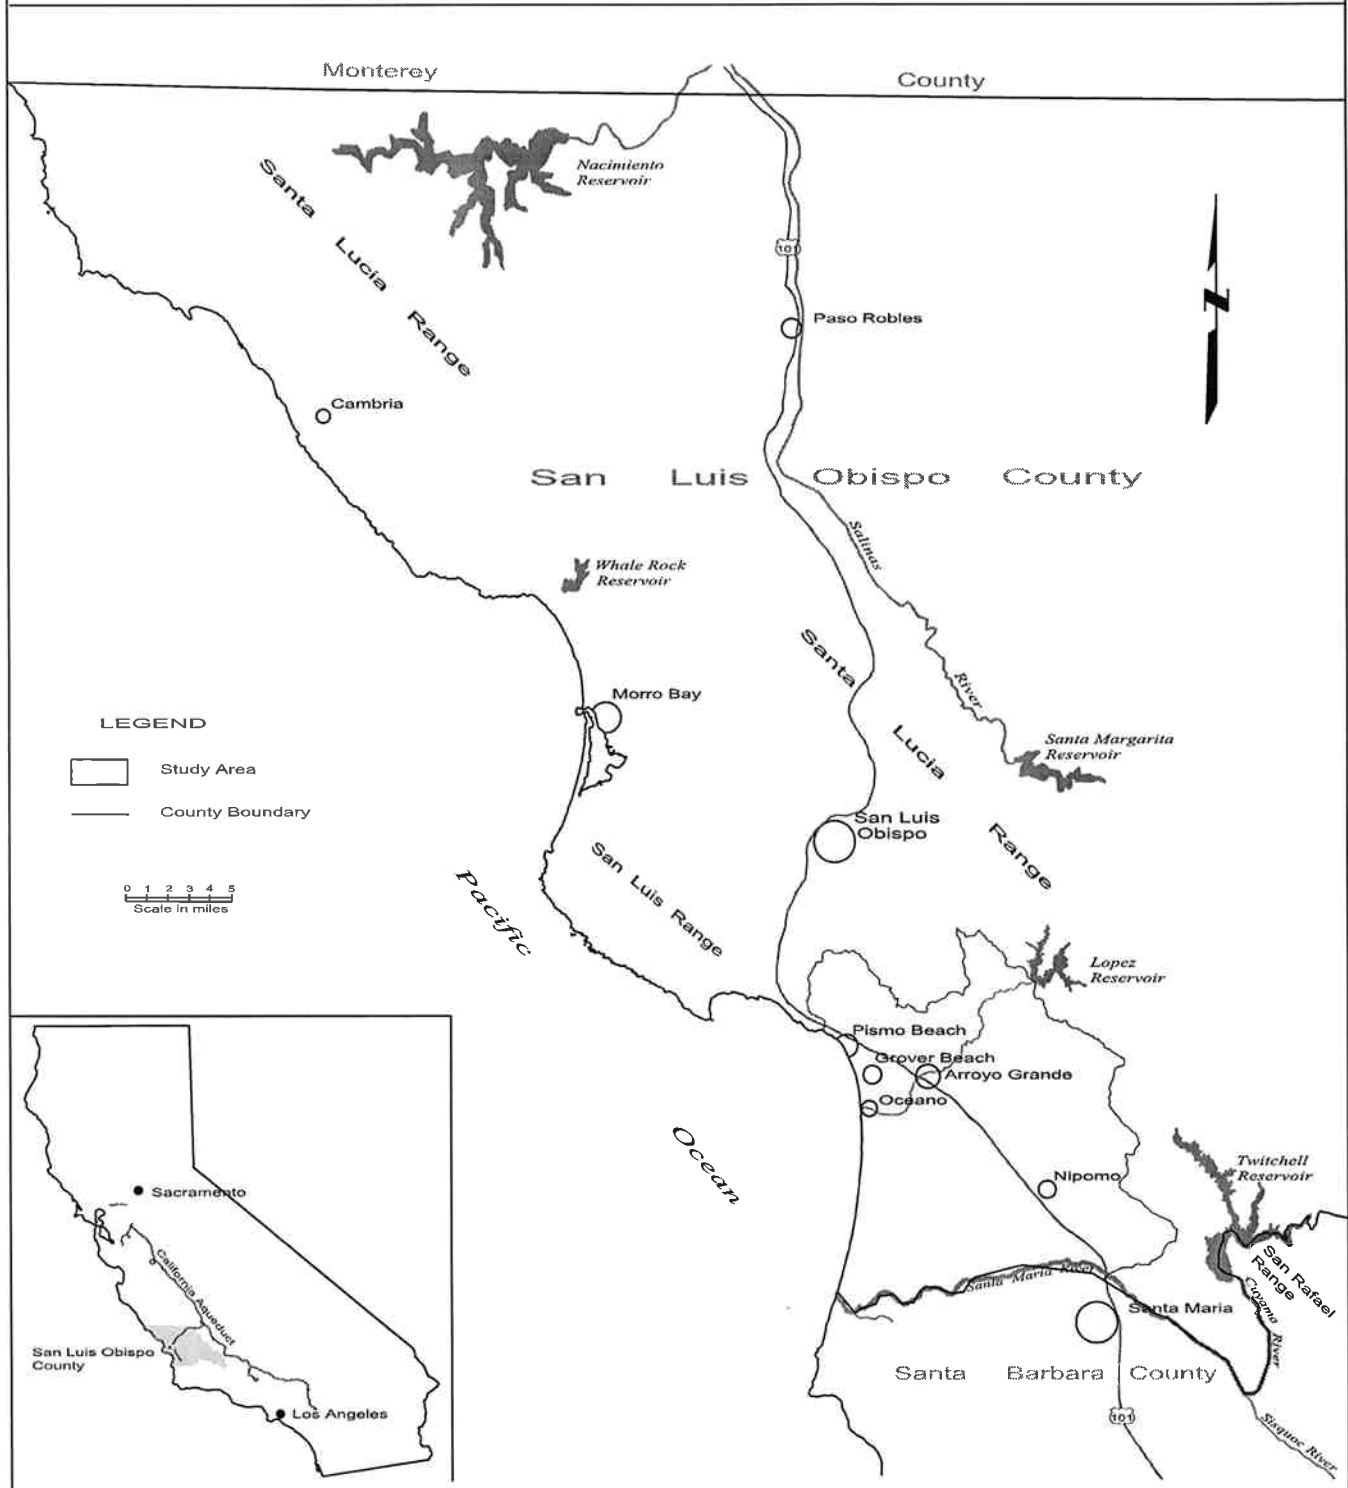 Monterey County
Nacimiento
Reservoir
Santa Lucia Range
101
Paso Robles
Cambria
San Luis Obispo County
Salinas River
Whale Rock
Reservoir
Santa Lucia Range
Morro Bay
LEGEND
Study Area
County Boundary
Santa Margarita
Reservoir
San Luis
Obispo
San Luis Range
0 1 2 3 4 5
Scale in miles
Pacific Ocean
Lopez
Reservoir
Pismo Beach
Grover Beach
Arroyo Grande
Oceano
Nipomo
Twitchell
Reservoir
San Rafael
Range
Cuyama River
Santa Maria River
Santa Maria
Santa Barbara County
101
Sisquoc River
Sacramento
California Aqueduct
San Luis Obispo
County
Los Angeles
N